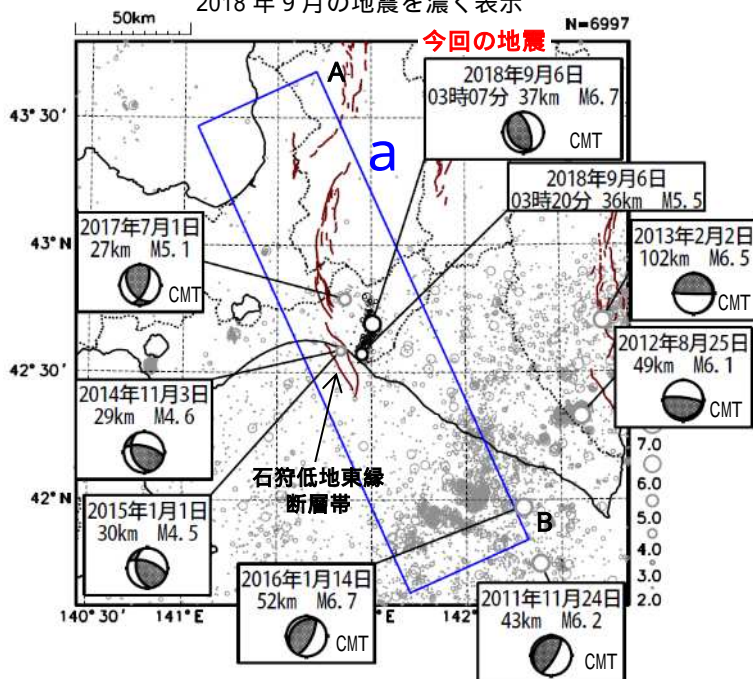 2018年9月の地震を濃く表示
50km
N=6997
今回の地震
A
2018年9月6日
03時07分 37km M6.7
CMT
43°30'
a
2018年9月6日
03時20分 36km M5.5
2017年7月1日
27km M5.1
CMT
43°N
2013年2月2日
102km M6.5
CMT
42°30'
2012年8月25日
49km M6.1
CMT
2014年11月3日
29km M4.6
石狩低地東縁
断層帯
7.0
6.0
5.0
4.0
3.0
2.0
42°N
B
2015年1月1日
30km M4.5
2016年1月14日
52km M6.7
CMT
2011年11月24日
43km M6.2
CMT
140°30'
141°E
142°